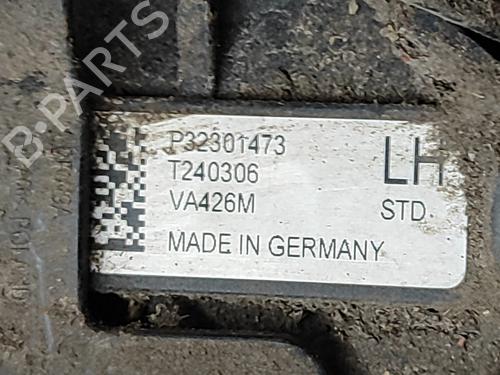 B-PARTS
P32301473
T240306
VA426M
LH
STD
MADE IN GERMANY